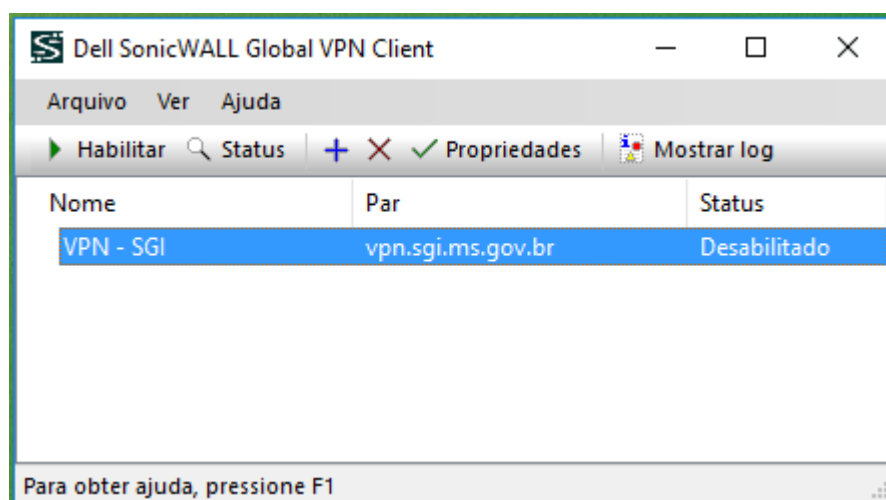 Dell SonicWALL Global VPN Client
Arquivo Ver Ajuda
Habilitar Status Propriedades Mostrar log
Nome Par Status
VPN - SGI vpn.sgi.ms.gov.br Desabilitado
Para obter ajuda, pressione F1